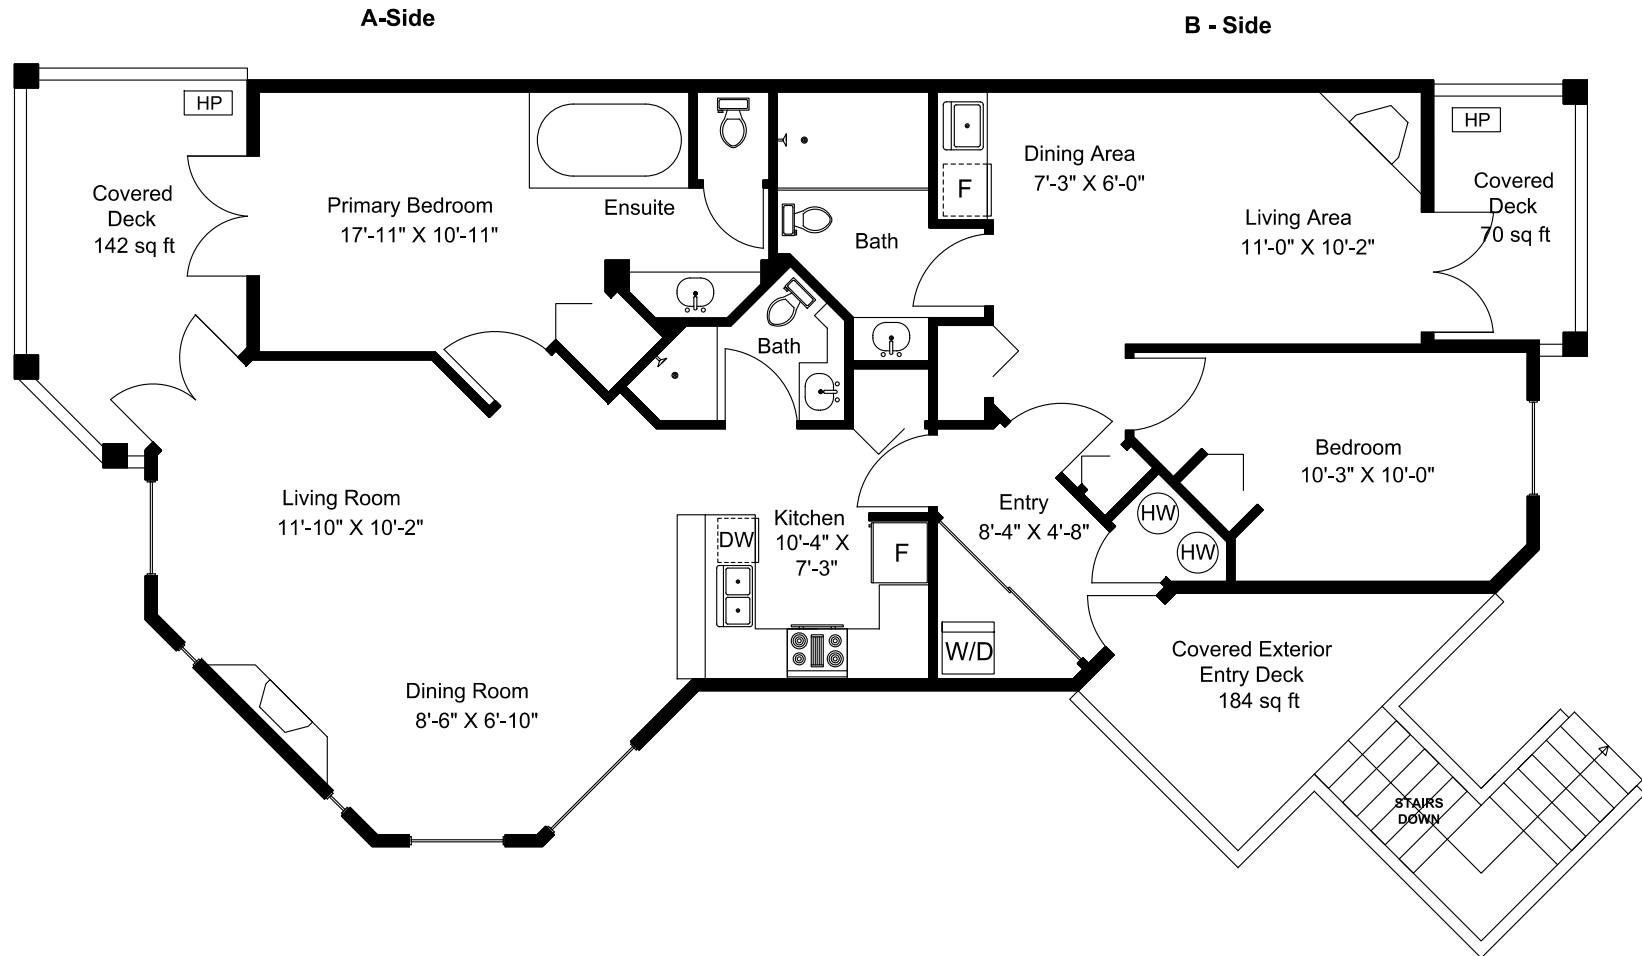 A-Side
B - Side
HP
HP
Covered
Deck
142 sq ft
Primary Bedroom
17'-11" X 10'-11"
Ensuite
Bath
F
Dining Area
7'-3" X 6'-0"
Living Area
11'-0" X 10'-2"
Covered
Deck
70 sq ft
Bath
Living Room
11'-10" X 10'-2"
Kitchen
10'-4" X
7'-3"
DW
F
Entry
8'-4" X 4'-8"
HW
HW
Bedroom
10'-3" X 10'-0"
Dining Room
8'-6" X 6'-10"
W/D
Covered Exterior
Entry Deck
184 sq ft
STAIRS
DOWN